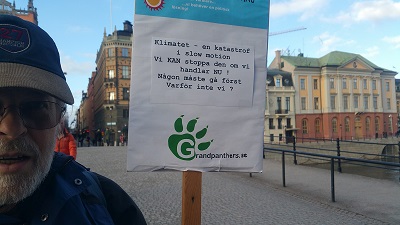 Klimatet - en katastrof
i slow motion
Vi KAN stoppa den om vi
handlar NU !
Någon måste gå först
Varför inte vi ?
Grandpanthers.se